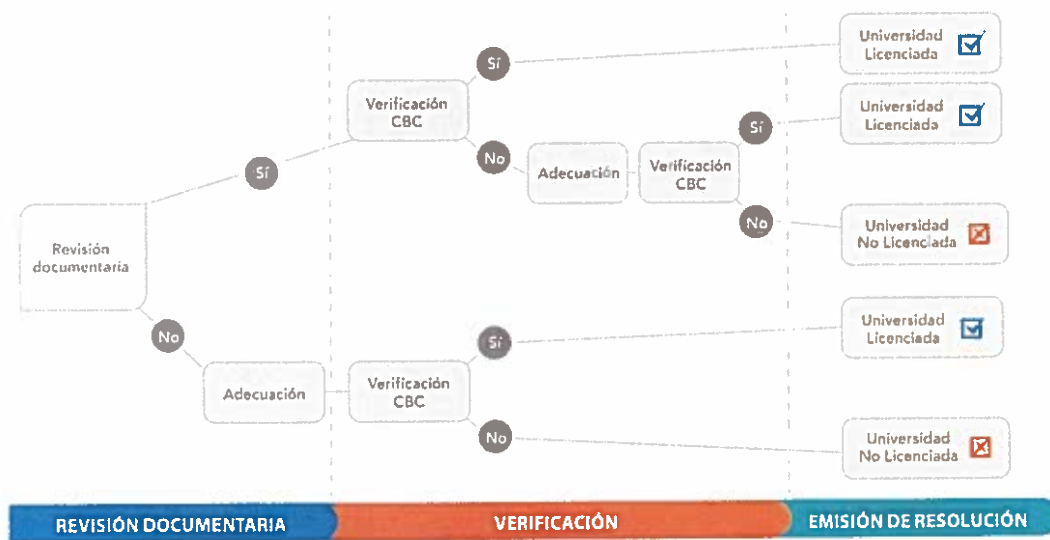 Revisión
documentaria
Sí
No
Adecuación
Verificación
CBC
Sí
No
Adecuación
Verificación
CBC
Sí
No
Verificación
CBC
Sí
No
Universidad
Licenciada
Universidad
Licenciada
Universidad
No Licenciada
Universidad
Licenciada
Universidad
No Licenciada
REVISIÓN DOCUMENTARIA
VERIFICACIÓN
EMISIÓN DE RESOLUCIÓN